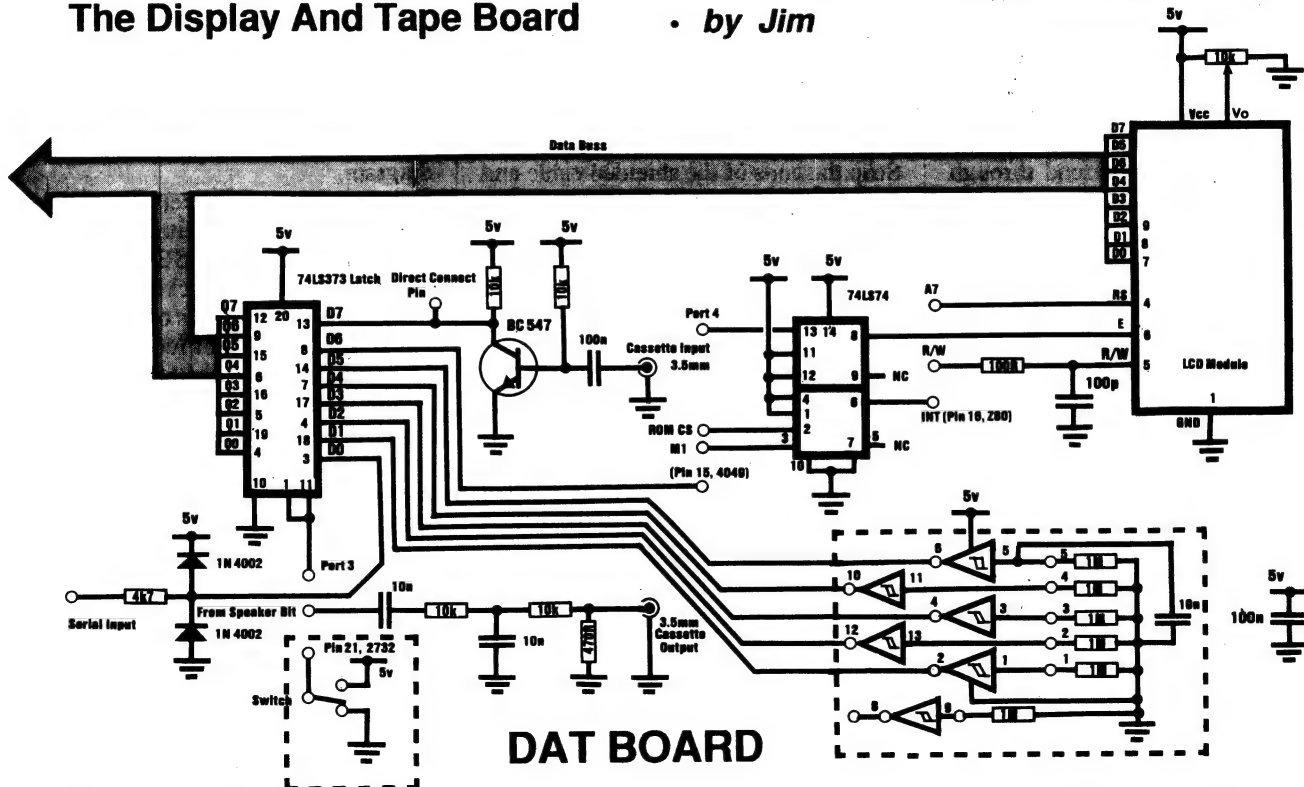 The Display And Tape Board • by Jim
5v
10k
Vcc Vo
Data Buss
D7
D6
D5
D4
D3
D2
D1
D0
9
8
7
RS 4
E 6
R/W 5
LCD Module
1
GND
5v
74LS373 Latch
Direct Connect Pin
5v
10k
5v
10k
BC 547
100n
Cassette Input
3.5mm
Q7
Q6
Q5
Q4
Q3
Q2
Q1
Q0
12
9
15
6
16
5
19
4
20
13
8
14
7
17
4
18
3
D7
D6
D5
D4
D3
D2
D1
D0
10 1 11
5v
5v
74LS74
Port 4
13 14
11
12
4
1
2
3
10
8
9 NC
6
5 NC
7
ROM CS
M1
(Pin 15, 4049)
A7
R/W
100R
100p
INT (Pin 16, Z80)
5v
1N 4002
4k7
Serial Input
1N 4002
Port 3
From Speaker Bit
10n
10k
10n
10k
470R
3.5mm
Cassette
Output
Pin 21, 2732
5v
Switch
5v
6 5 5 1M
10 11 4 1M
4 3 3 1M
12 13 2 1M
2 1 1 1M
8 9 1M
10n
5v
100n
DAT BOARD